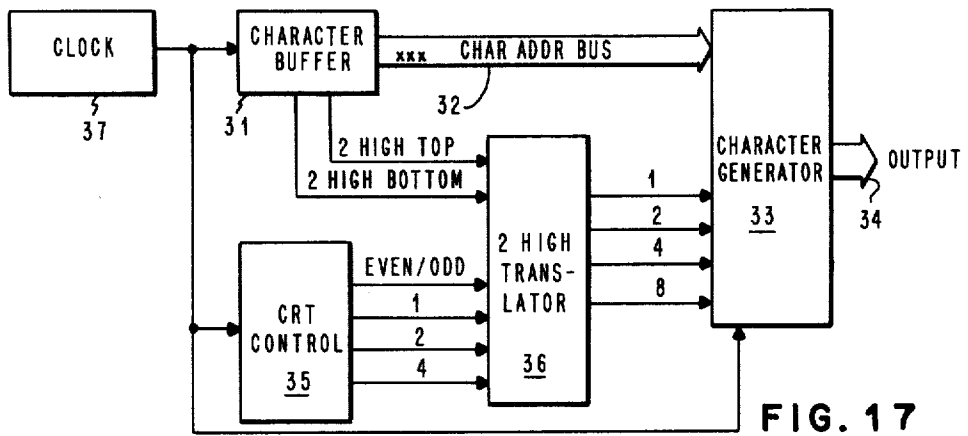 CLOCK
37
CHARACTER
BUFFER
31
xxx CHAR ADDR BUS
32
2 HIGH TOP
2 HIGH BOTTOM
EVEN/ODD
1
2
4
CRT
CONTROL
35
2 HIGH
TRANS-
LATOR
36
1
2
4
8
CHARACTER
GENERATOR
33
OUTPUT
34
FIG. 17